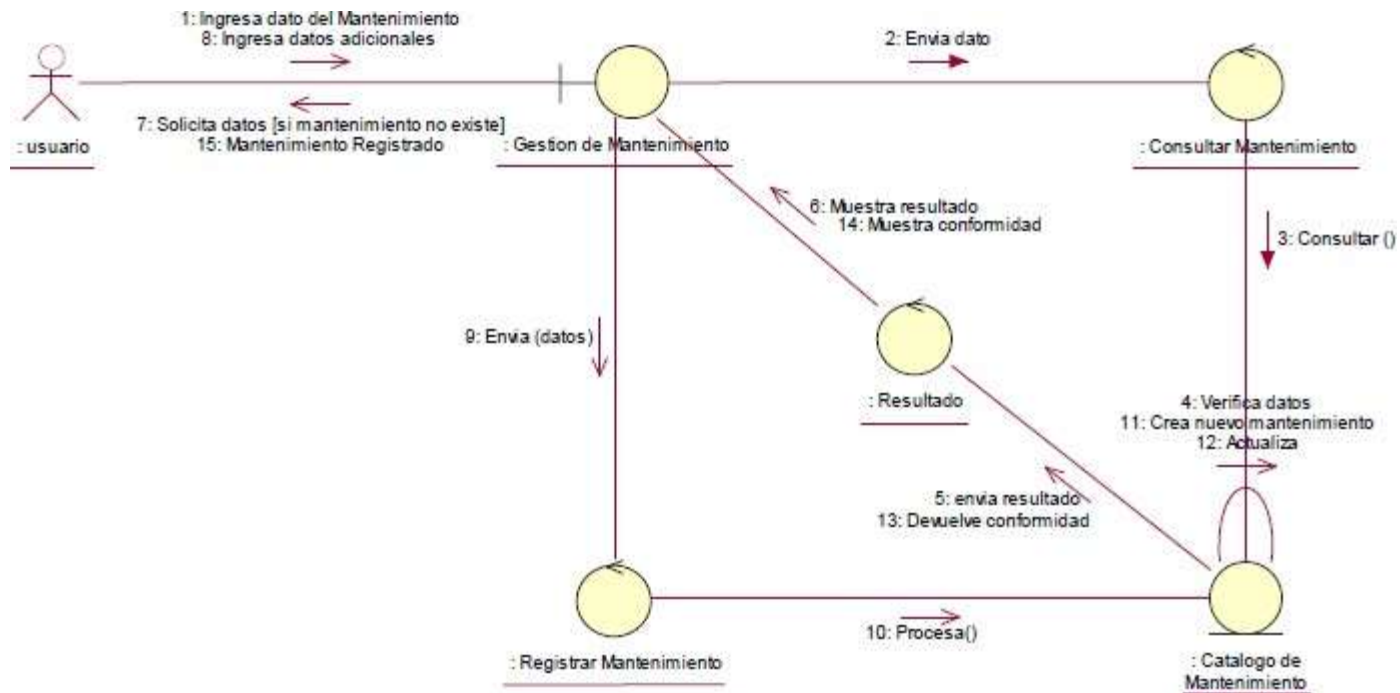 1: Ingresa dato del Mantenimiento
8: Ingresa datos adicionales
2: Envia dato
7: Solicita datos [si mantenimiento no existe]
15: Mantenimiento Registrado
: usuario
: Gestion de Mantenimiento
: Consultar Mantenimiento
6: Muestra resultado
14: Muestra conformidad
3: Consultar ()
9: Envia (datos)
: Resultado
4: Verifica datos
11: Crea nuevo mantenimiento
12: Actualiza
5: envia resultado
13: Devuelve conformidad
10: Procesa()
: Registrar Mantenimiento
: Catalogo de
Mantenimiento